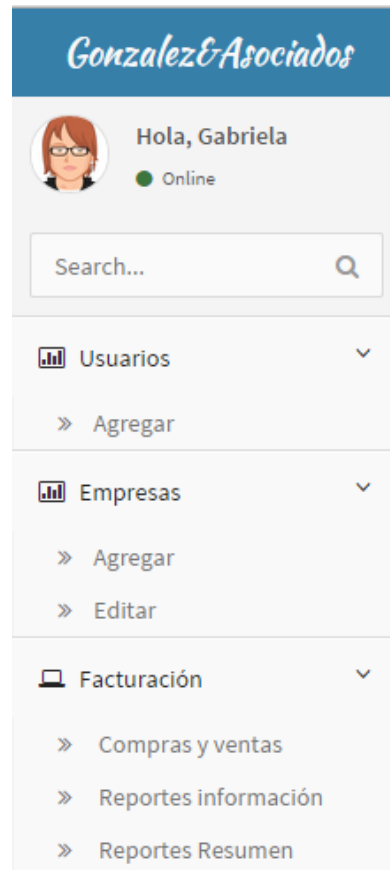 Gonzalez&Asociados
Hola, Gabriela
Online
Search...
Usuarios
Agregar
Empresas
Agregar
Editar
Facturación
Compras y ventas
Reportes información
Reportes Resumen